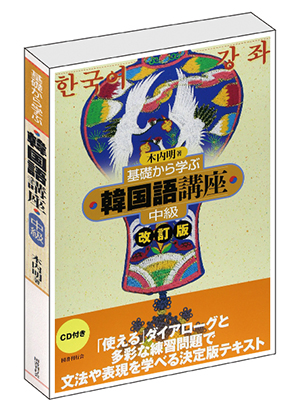 한국어 강좌
木内明 著
基礎から学ぶ
韓国語講座
中級
改訂版
CD付き
「使える」ダイアローグと
多彩な練習問題で
文法や表現を学べる決定版テキスト
基礎から学ぶ
韓国語講座
中級
木内明 著
国書刊行会